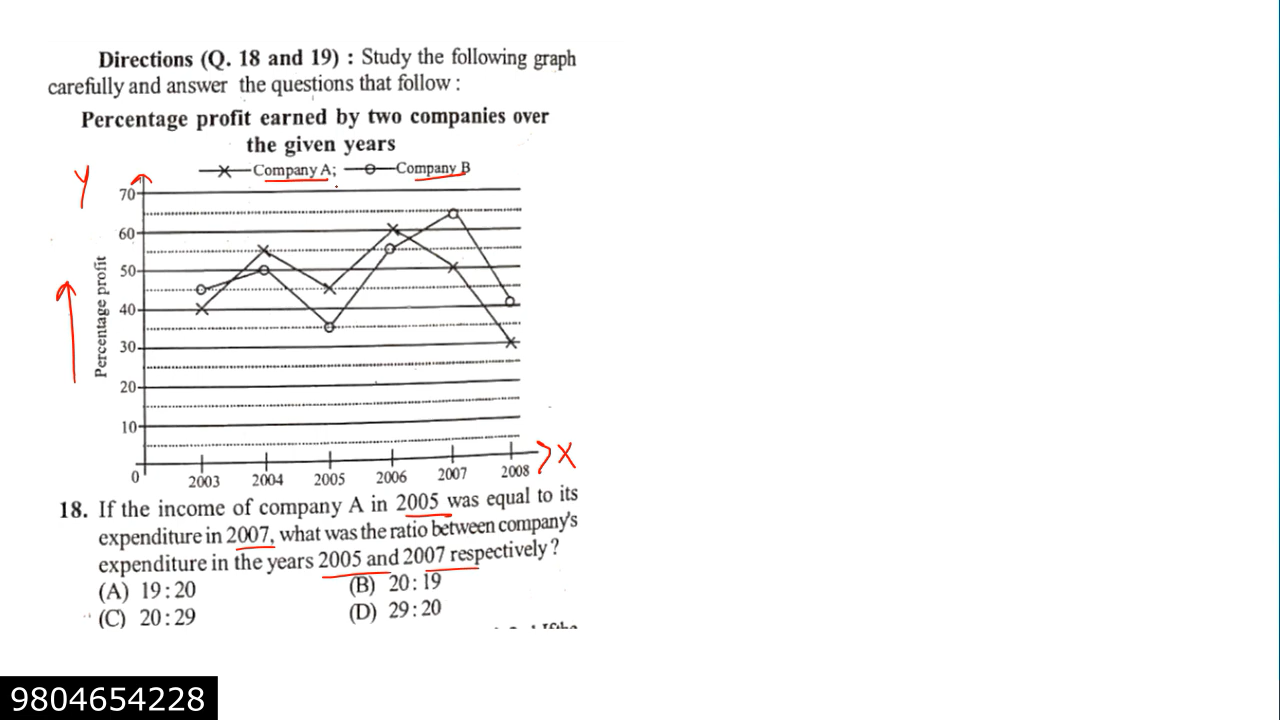 Directions (Q. 18 and 19) : Study the following graph
carefully and answer the questions that follow :
Percentage profit earned by two companies over
the given years
Company A; Company B
Y
70
60
50
40
30
20
10
0
Percentage profit
2003 2004 2005 2006 2007 2008
X
18. If the income of company A in 2005 was equal to its
expenditure in 2007, what was the ratio between company's
expenditure in the years 2005 and 2007 respectively ?
(A) 19 : 20 (B) 20 : 19
(C) 20 : 29 (D) 29 : 20
9804654228